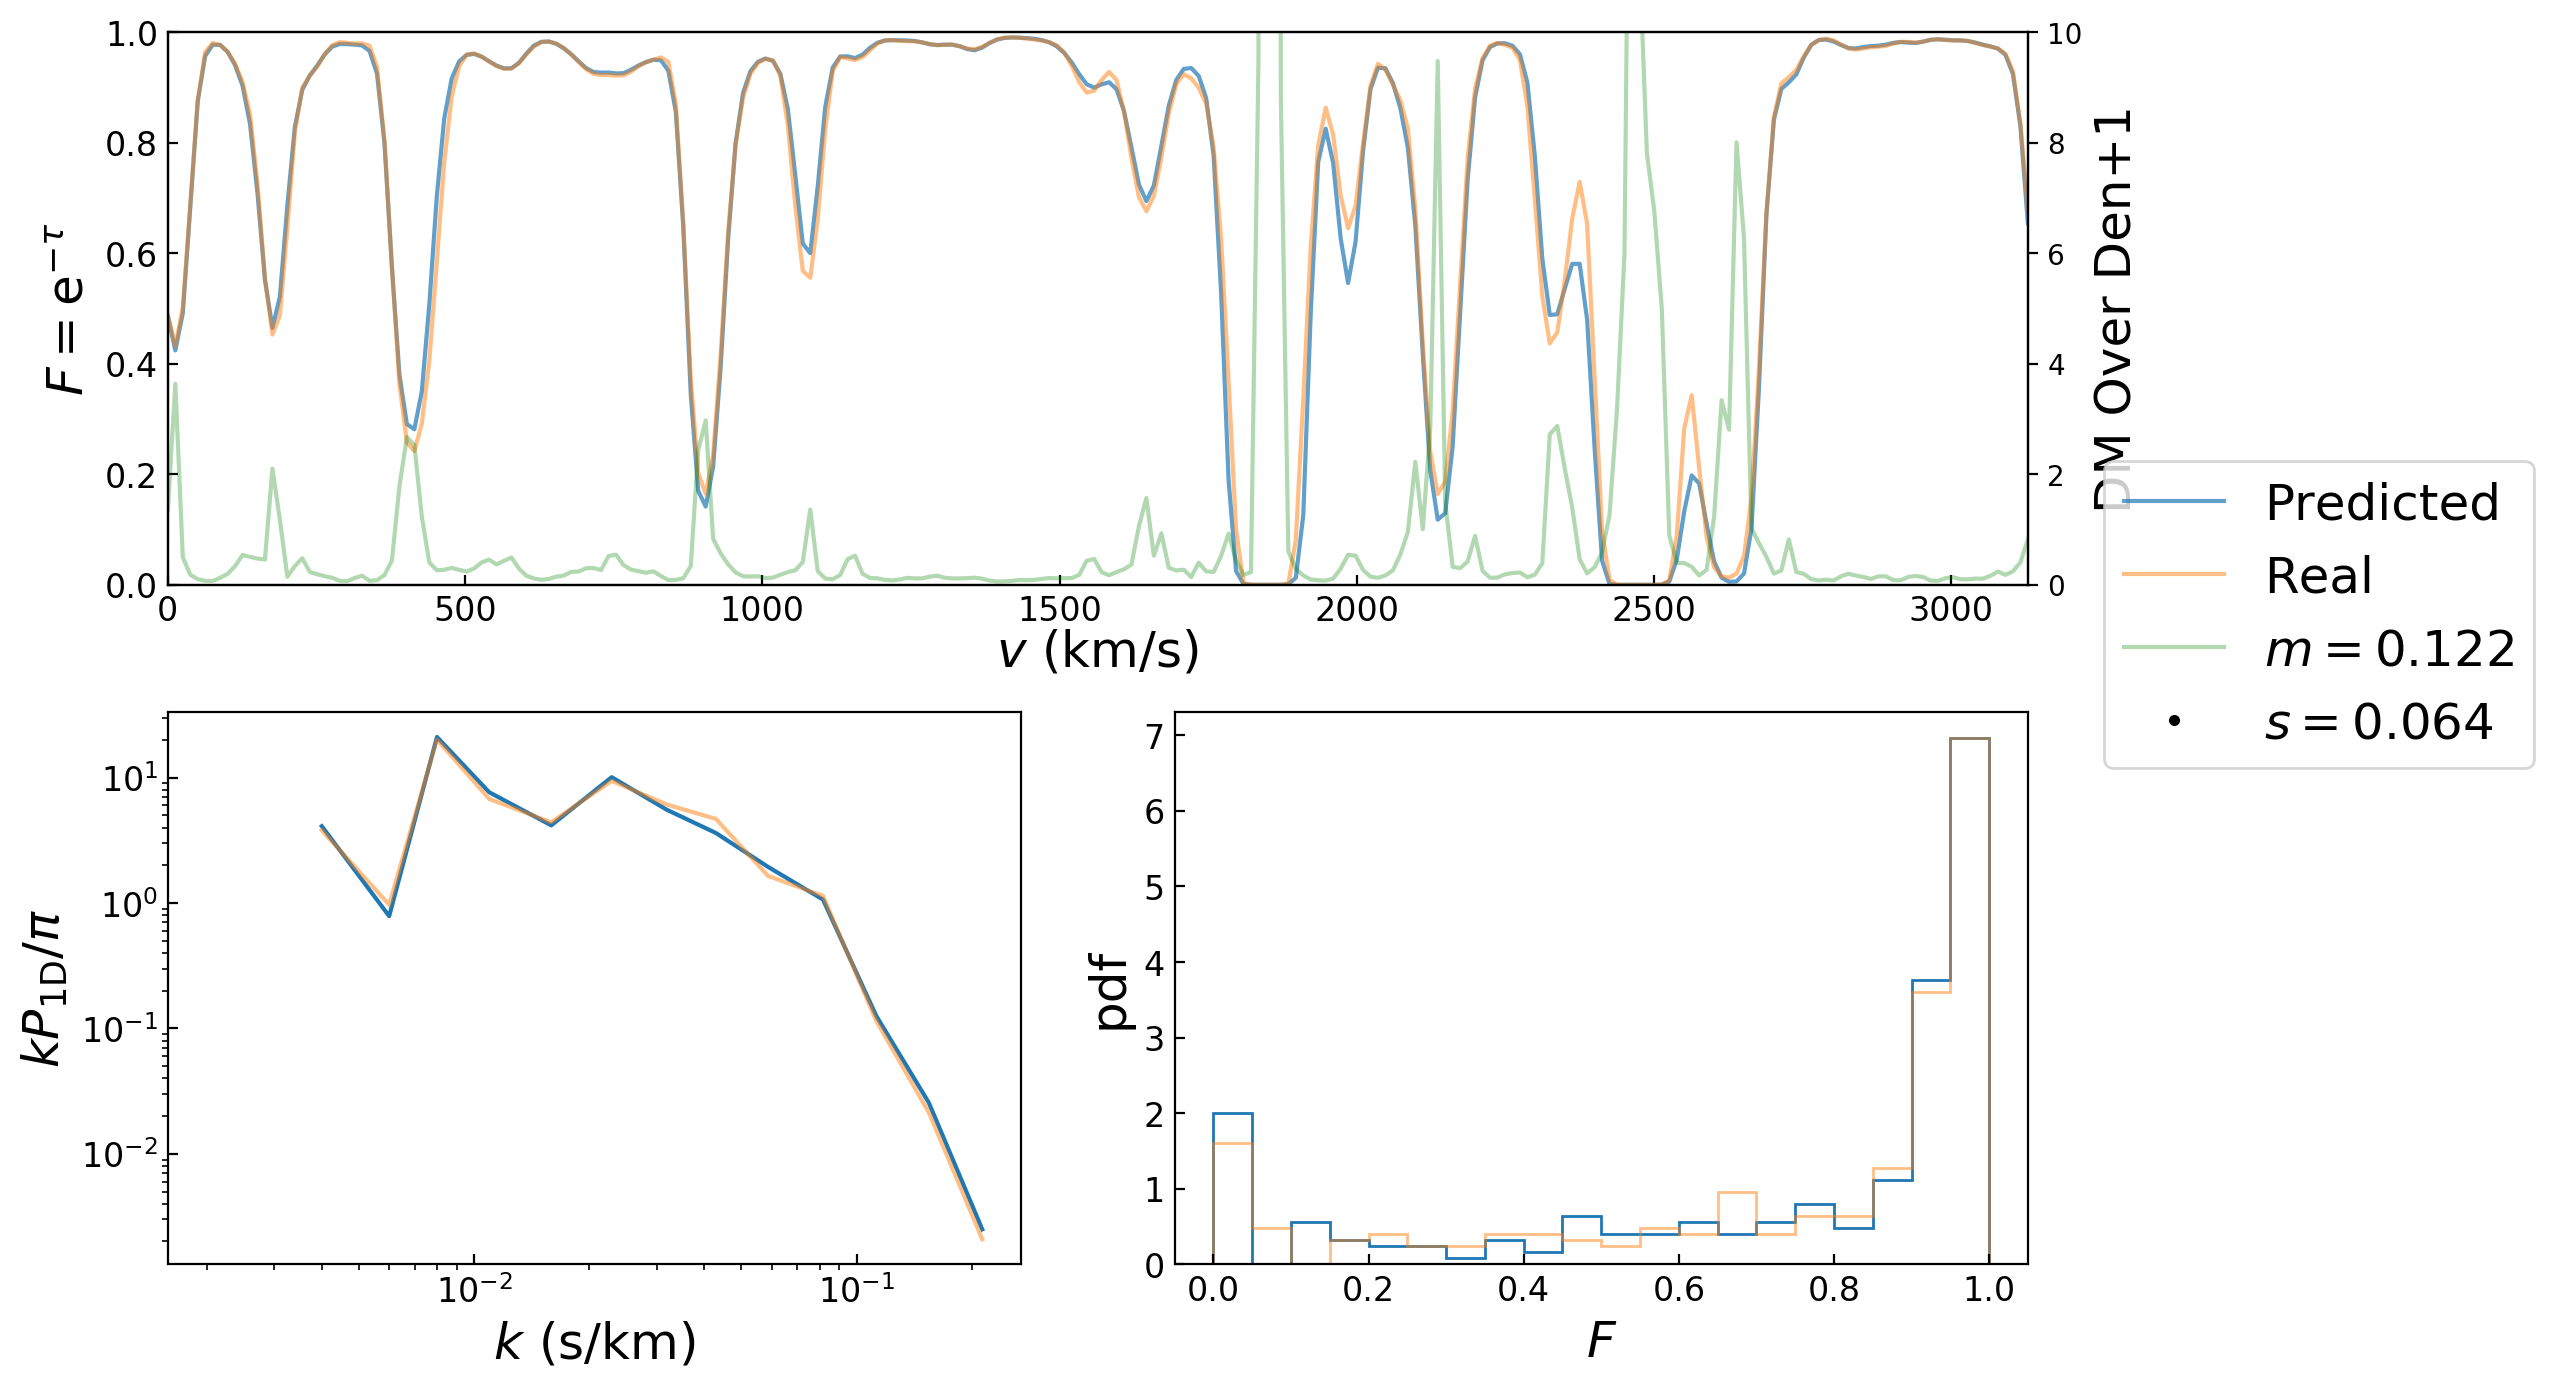 1.0
0.8
0.6
0.4
0.2
0.0
F = e^{−τ}
10
8
6
4
2
0
DM Over Den+1
0 500 1000 1500 2000 2500 3000
v (km/s)
Predicted
Real
m = 0.122
s = 0.064
10^1
10^0
10^{−1}
10^{−2}
kP_{1D}/π
10^{−2} 10^{−1}
k (s/km)
7
6
5
4
3
2
1
0
pdf
0.0 0.2 0.4 0.6 0.8 1.0
F